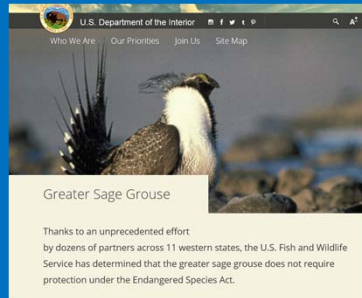 U.S. Department of the Interior
Who We Are Our Priorities Join Us Site Map
Greater Sage Grouse
Thanks to an unprecedented effort
by dozens of partners across 11 western states, the U.S. Fish and Wildlife
Service has determined that the greater sage grouse does not require
protection under the Endangered Species Act.